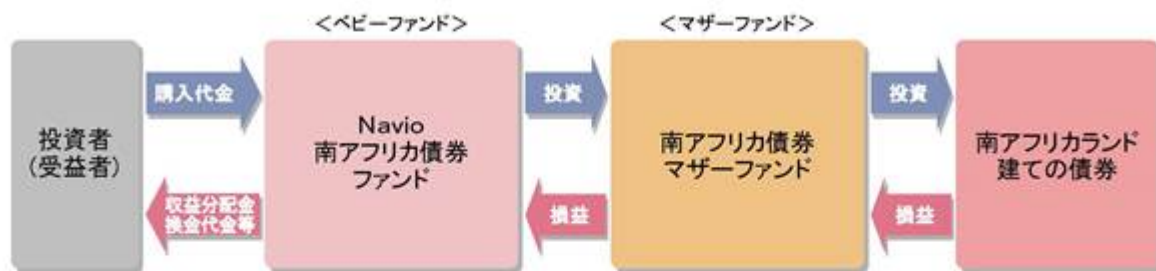 ＜ベビーファンド＞
＜マザーファンド＞
投資者
(受益者)
購入代金
収益分配金
換金代金等
Navio
南アフリカ債券
ファンド
投資
損益
南アフリカ債券
マザーファンド
投資
損益
南アフリカランド
建ての債券